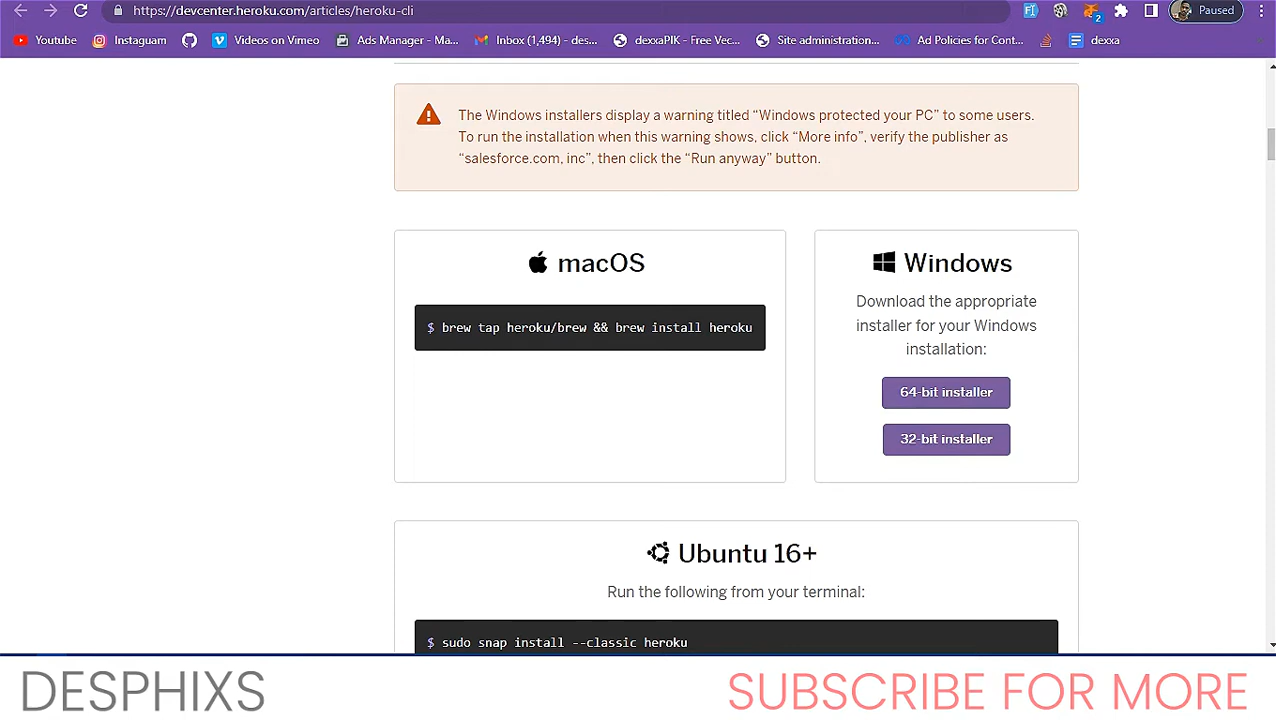 https://devcenter.heroku.com/articles/heroku-cli
2
Paused
Youtube
Instaguam
Videos on Vimeo
Ads Manager - Ma...
Inbox (1,494) - des...
dexxaPIK - Free Vec...
Site administration...
Ad Policies for Cont...
dexxa
The Windows installers display a warning titled “Windows protected your PC” to some users.
To run the installation when this warning shows, click “More info”, verify the publisher as
“salesforce.com, inc”, then click the “Run anyway” button.
macOS
$ brew tap heroku/brew && brew install heroku
Windows
Download the appropriate
installer for your Windows
installation:
64-bit installer
32-bit installer
Ubuntu 16+
Run the following from your terminal:
$ sudo snap install --classic heroku
DESPHIXS
SUBSCRIBE FOR MORE